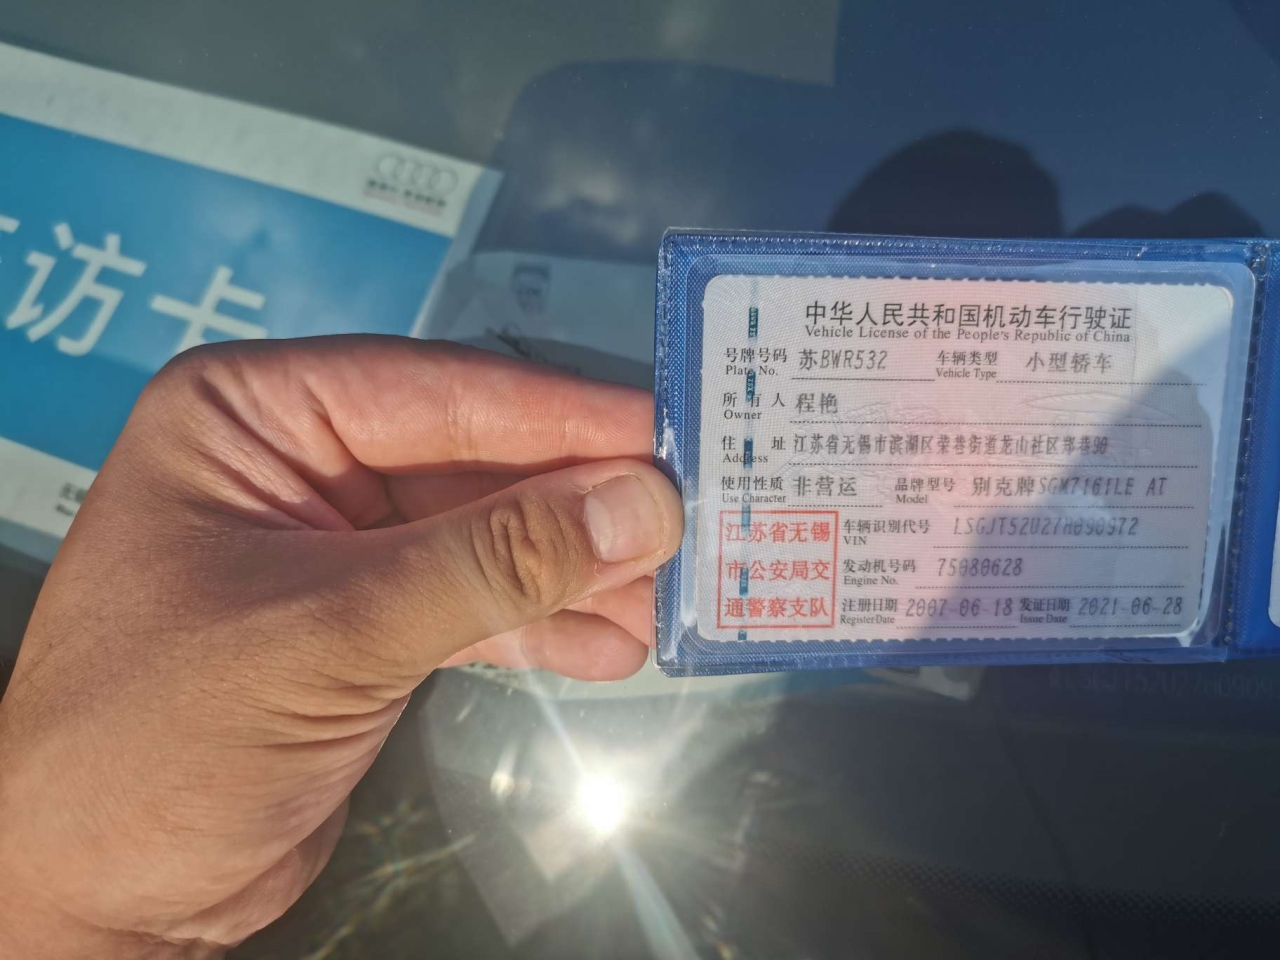 访卡
中华人民共和国机动车行驶证
Vehicle License of the People's Republic of China
号牌号码 苏BWR532 车辆类型 小型轿车
Plate No. Vehicle Type
所有人 程艳
Owner
住址 江苏省无锡市滨湖区荣巷街道龙山社区郑巷90
Address
使用性质 非营运 品牌型号 别克牌SGM7161LE AT
Use Character Model
江苏省无锡
市公安局交
通警察支队
车辆识别代号 LSGJT52U27H090972
VIN
发动机号码 75080628
Engine No.
注册日期 2007-06-18 发证日期 2021-06-28
Register Date Issue Date